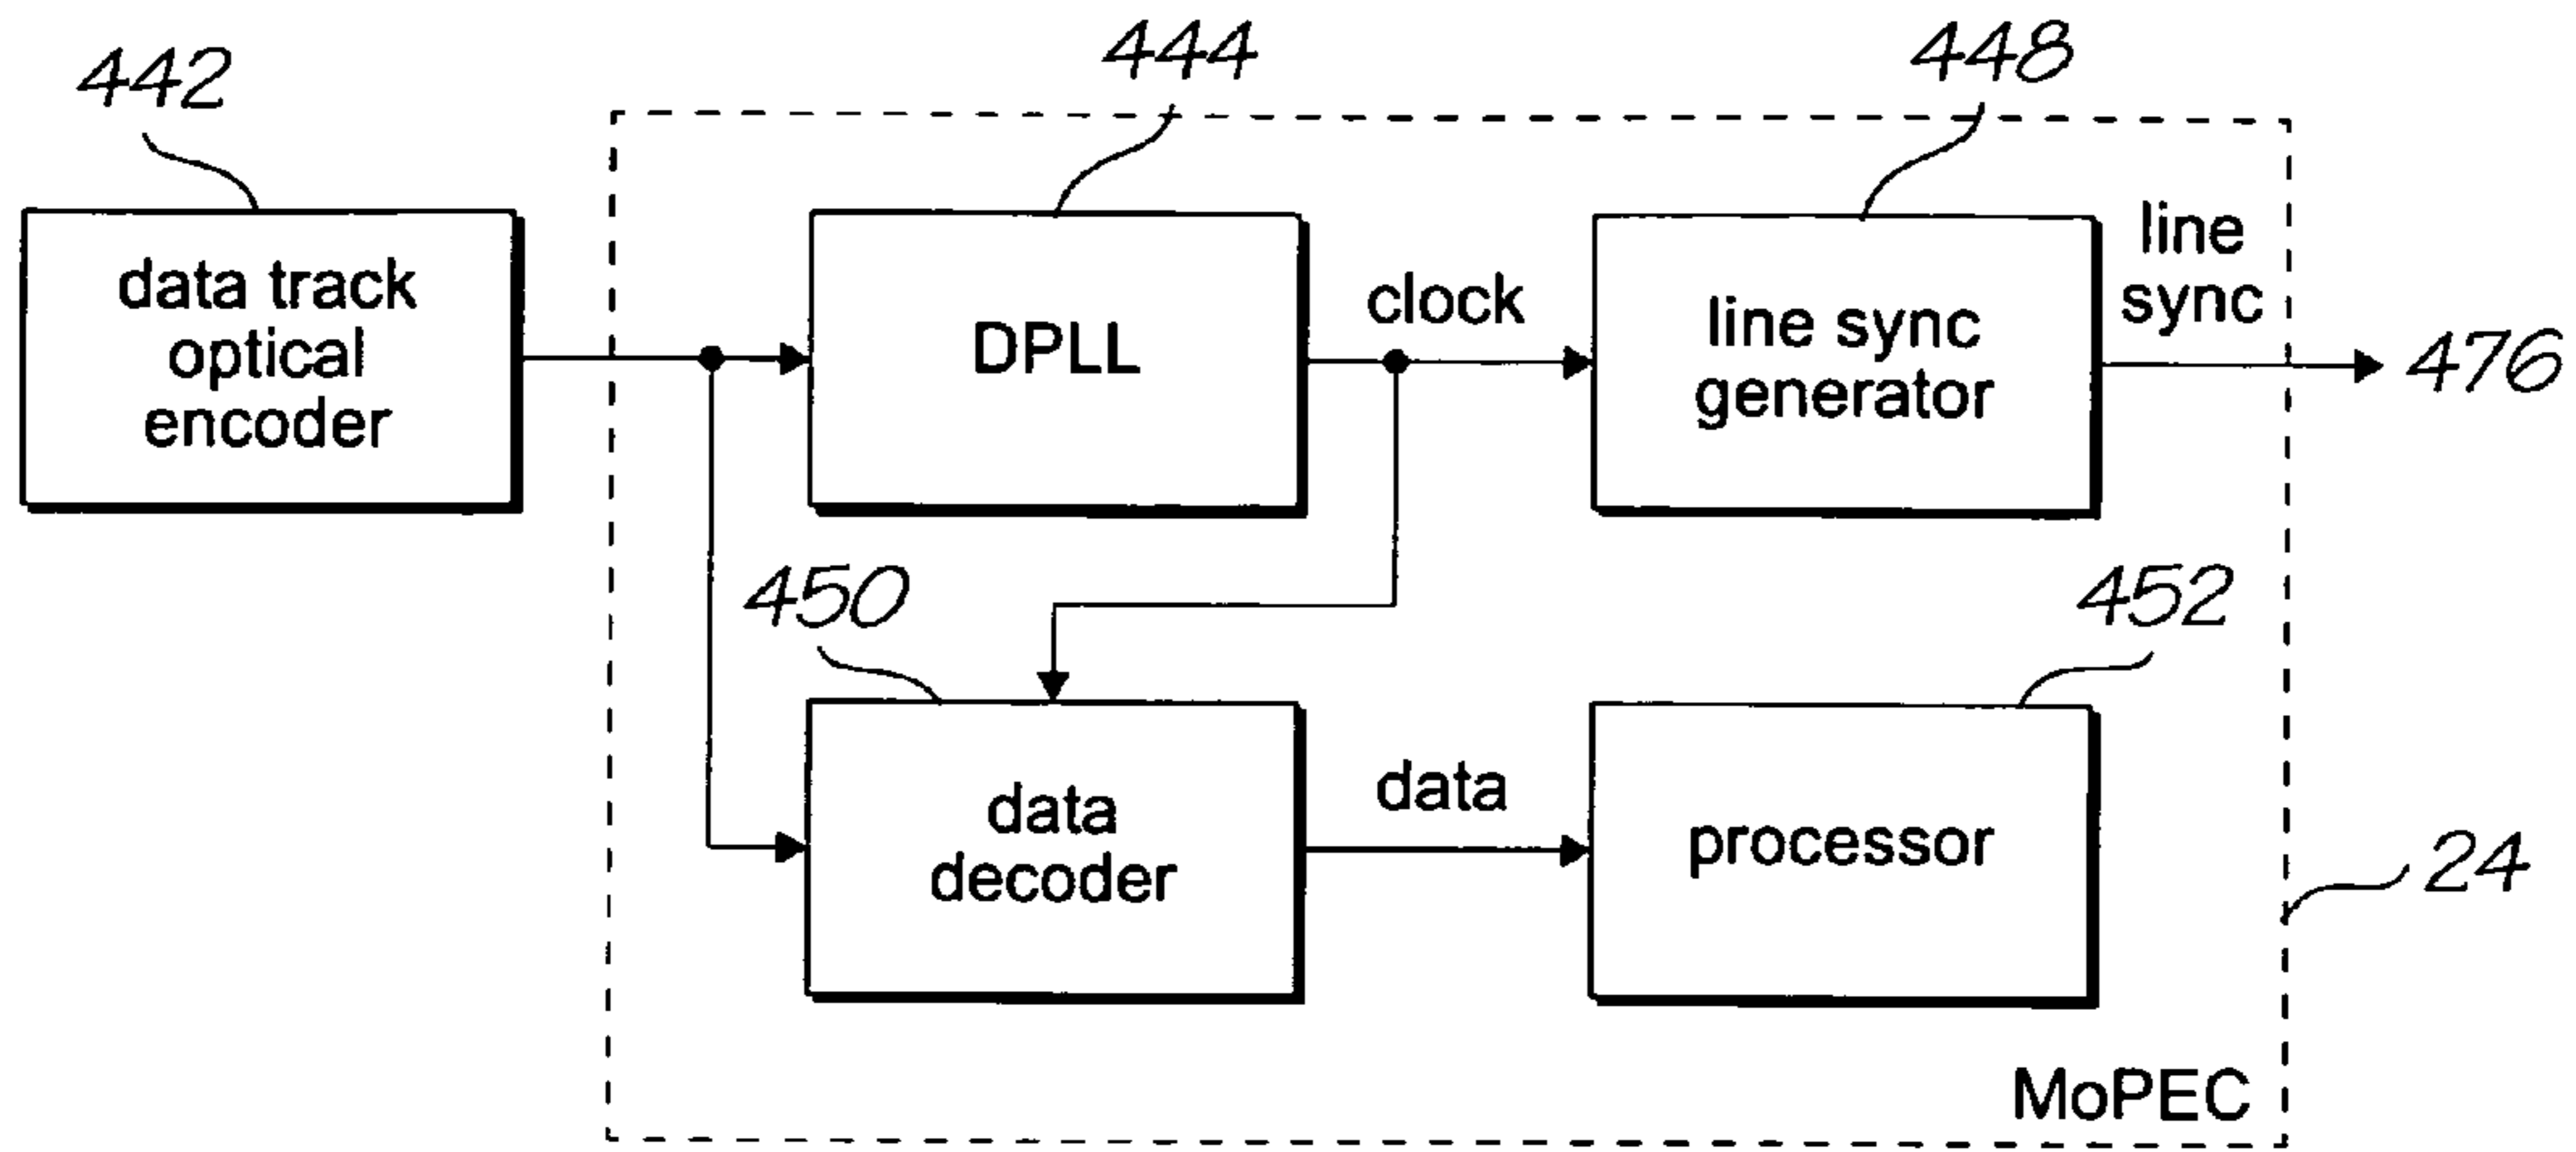 442
444
448
data track
optical
encoder
DPLL
clock
line sync
generator
line
sync
476
450
452
data
decoder
data
processor
24
MoPEC